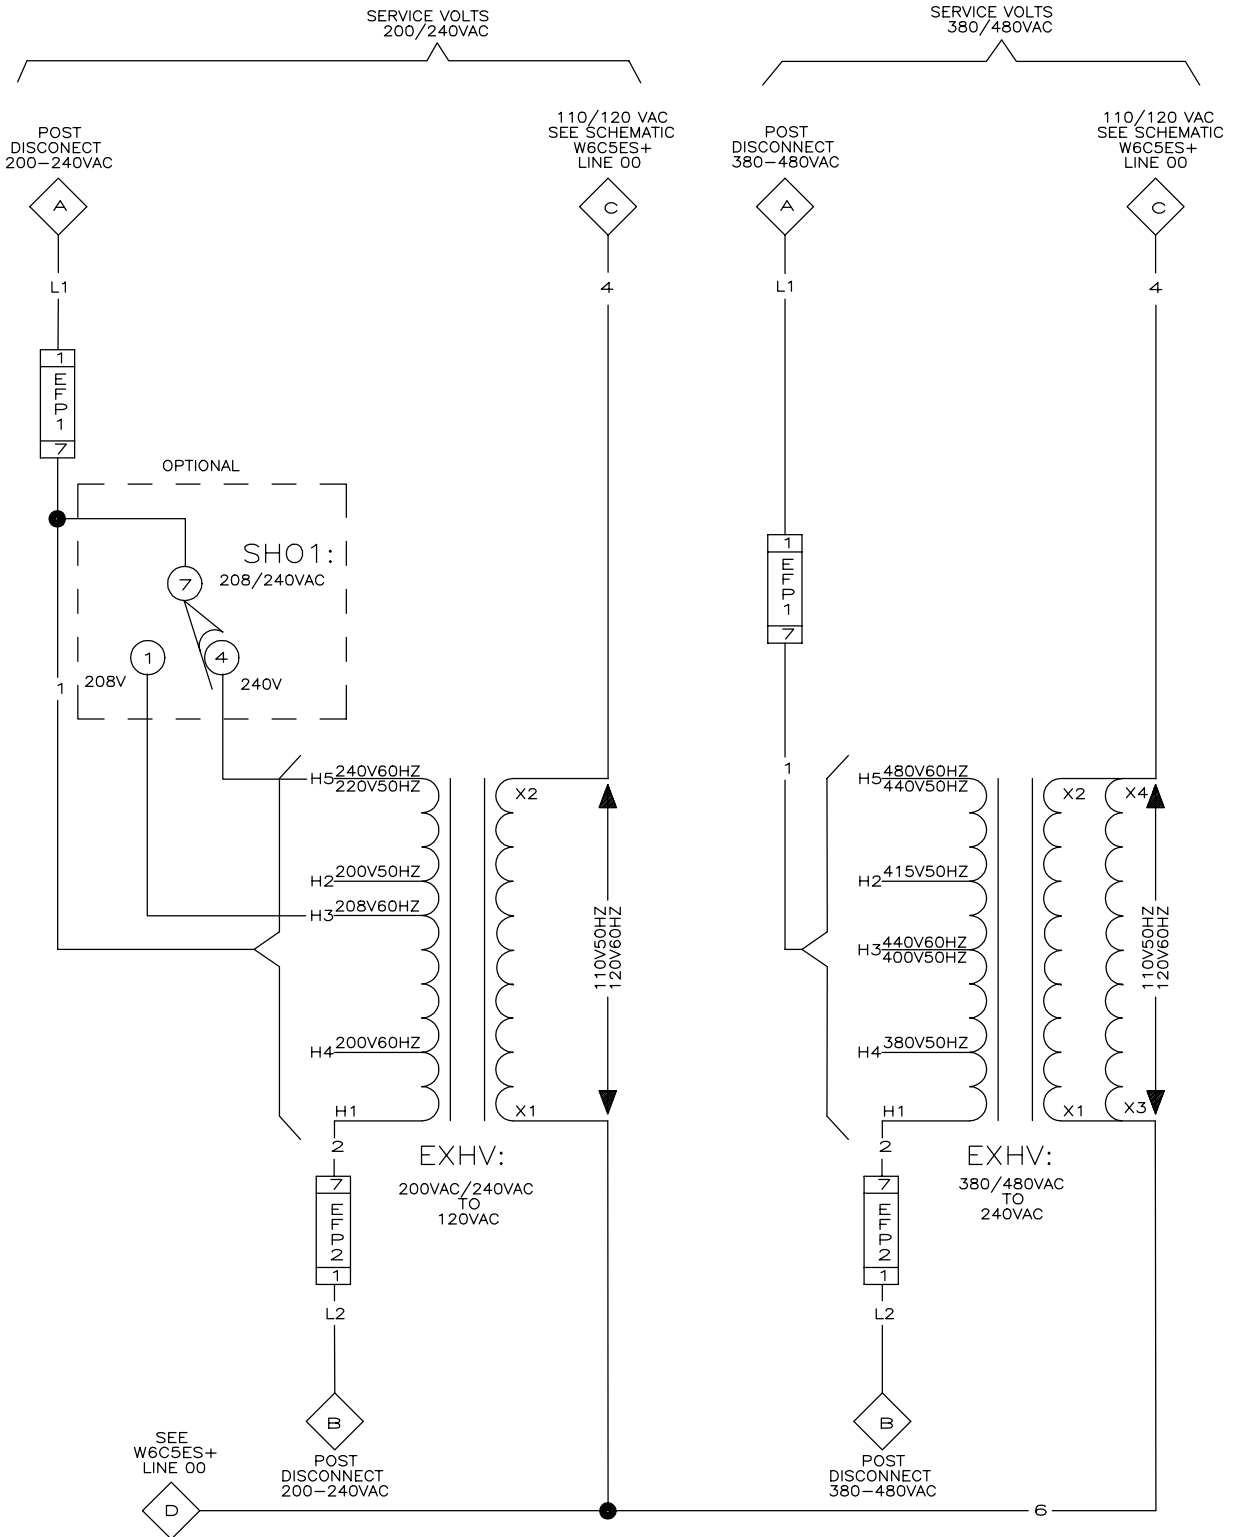 SERVICE VOLTS
200/240VAC
SERVICE VOLTS
380/480VAC
POST
DISCONECT
200-240VAC
110/120 VAC
SEE SCHEMATIC
W6C5ES+
LINE 00
POST
DISCONNECT
380-480VAC
110/120 VAC
SEE SCHEMATIC
W6C5ES+
LINE 00
A
C
A
C
L1
4
L1
4
1
EFP1
7
OPTIONAL
SHO1:
208/240VAC
7
1
4
208V
240V
1
1
EFP1
7
1
H5
240V60HZ
220V50HZ
H2
200V50HZ
H3
208V60HZ
H4
200V60HZ
H1
X2
X1
110V50HZ
120V60HZ
H5
480V60HZ
440V50HZ
H2
415V50HZ
H3
440V60HZ
400V50HZ
H4
380V50HZ
H1
X2
X4
X1
X3
110V50HZ
120V60HZ
2
EXHV:
200VAC/240VAC
TO
120VAC
7
EFP2
1
L2
B
POST
DISCONNECT
200-240VAC
2
EXHV:
380/480VAC
TO
240VAC
7
EFP2
1
L2
B
POST
DISCONNECT
380-480VAC
SEE
W6C5ES+
LINE 00
D
6